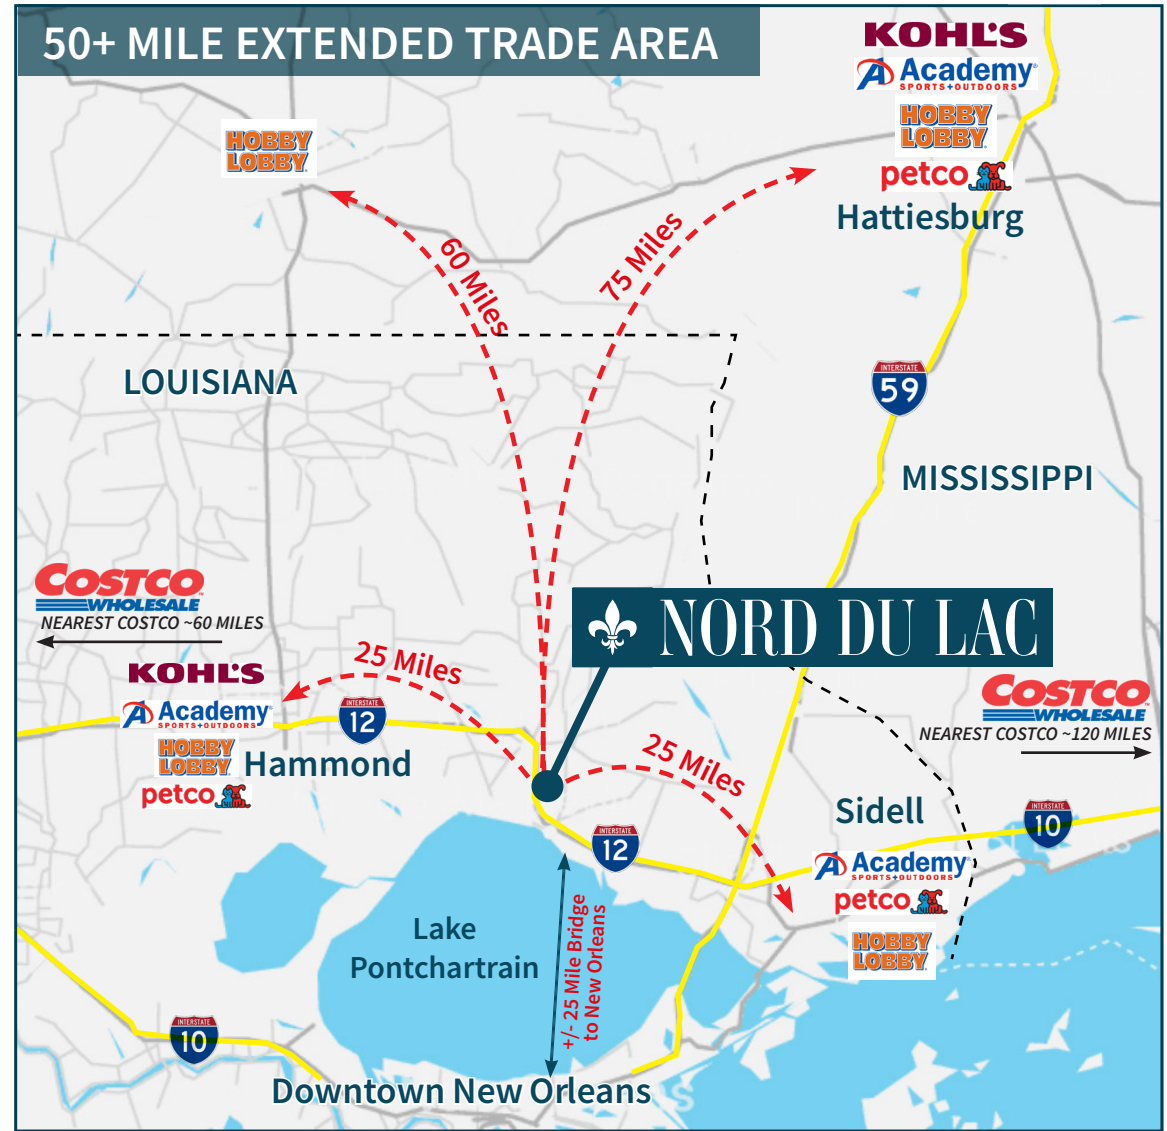 50+ MILE EXTENDED TRADE AREA
KOHL'S
Academy
SPORTS+OUTDOORS
HOBBY
LOBBY
petco
Hattiesburg
HOBBY
LOBBY
60 Miles
75 Miles
LOUISIANA
INTERSTATE
59
MISSISSIPPI
COSTCO
WHOLESALE
NEAREST COSTCO ~60 MILES
NORD DU LAC
KOHL'S
Academy
SPORTS+OUTDOORS
HOBBY
LOBBY
petco
Hammond
25 Miles
INTERSTATE
12
COSTCO
WHOLESALE
NEAREST COSTCO ~120 MILES
25 Miles
Sidell
INTERSTATE
10
INTERSTATE
12
Academy
SPORTS+OUTDOORS
petco
HOBBY
LOBBY
Lake
Pontchartrain
+/- 25 Mile Bridge
to New Orleans
INTERSTATE
10
Downtown New Orleans